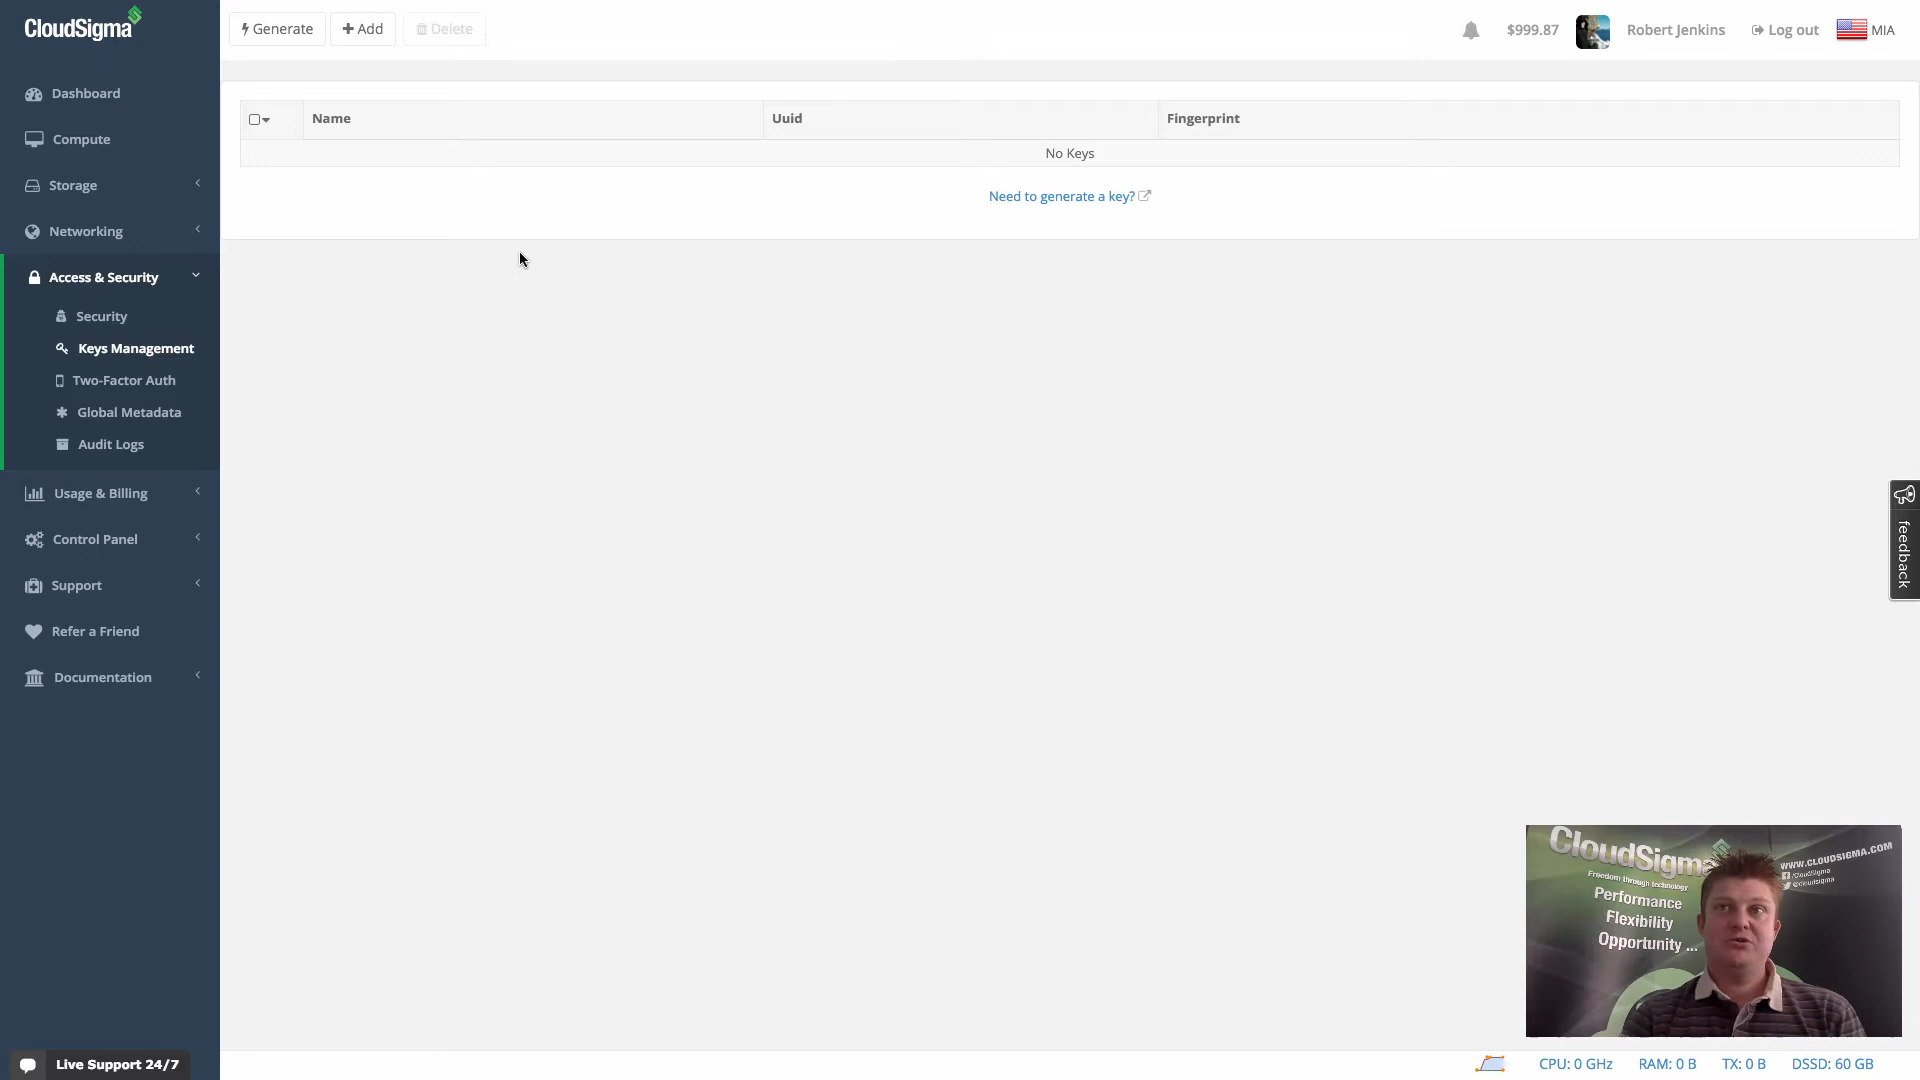 CloudSigma
Generate
Add
Delete
$999.87
Robert Jenkins
Log out
MIA
Dashboard
Compute
Storage
Networking
Access & Security
Security
Keys Management
Two-Factor Auth
Global Metadata
Audit Logs
Usage & Billing
Control Panel
Support
Refer a Friend
Documentation
Name
Uuid
Fingerprint
No Keys
Need to generate a key?
feedback
CloudSigma
Freedom through technology
Performance
Flexibility
Opportunity ...
WWW.CLOUDSIGMA.COM
/CloudSigma
@cloudsigma
Live Support 24/7
CPU: 0 GHz
RAM: 0 B
TX: 0 B
DSSD: 60 GB